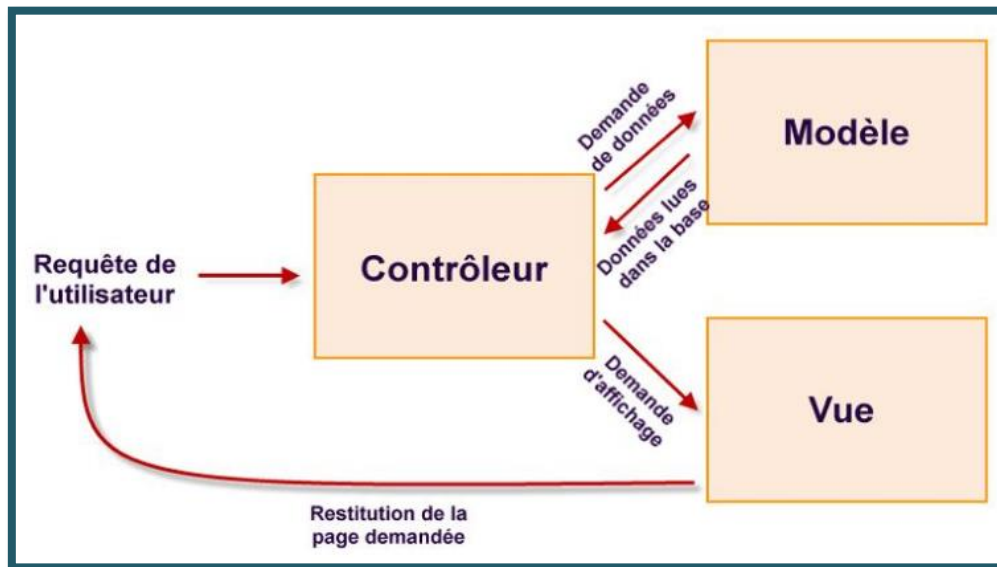 Demande
de données
Modèle
Données lues
dans la base
Contrôleur
Requête de
l'utilisateur
Demande
d'affichage
Vue
Restitution de la
page demandée